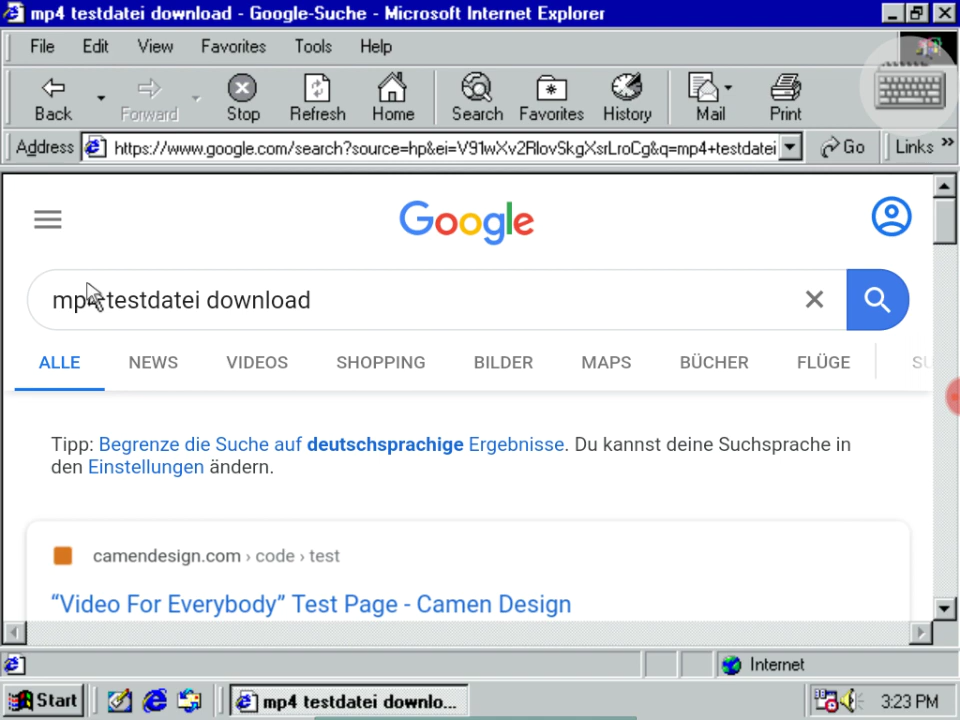 mp4 testdatei download - Google-Suche - Microsoft Internet Explorer
File Edit View Favorites Tools Help
Back Forward Stop Refresh Home Search Favorites History Mail Print
Address https://www.google.com/search?source=hp&ei=V91wXv2RIovSkgXsrLroCg&q=mp4+testdatei Go Links »
Google
mp4 testdatei download
ALLE NEWS VIDEOS SHOPPING BILDER MAPS BÜCHER FLÜGE SU
Tipp: Begrenze die Suche auf deutschsprachige Ergebnisse. Du kannst deine Suchsprache in
den Einstellungen ändern.
camendesign.com › code › test
“Video For Everybody” Test Page - Camen Design
Internet
Start mp4 testdatei downlo... 3:23 PM